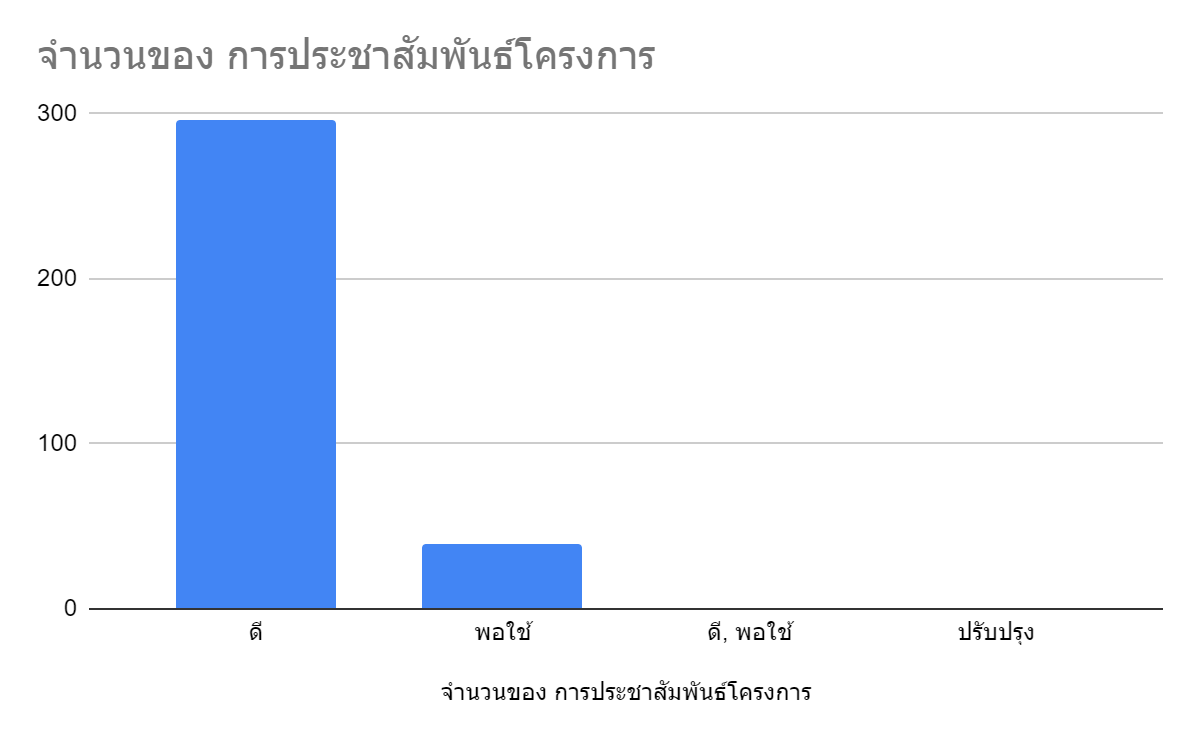 จำนวนของ การประชาสัมพันธ์โครงการ
300
200
100
0
ดี พอใช้ ดี, พอใช้ ปรับปรุง
จำนวนของ การประชาสัมพันธ์โครงการ